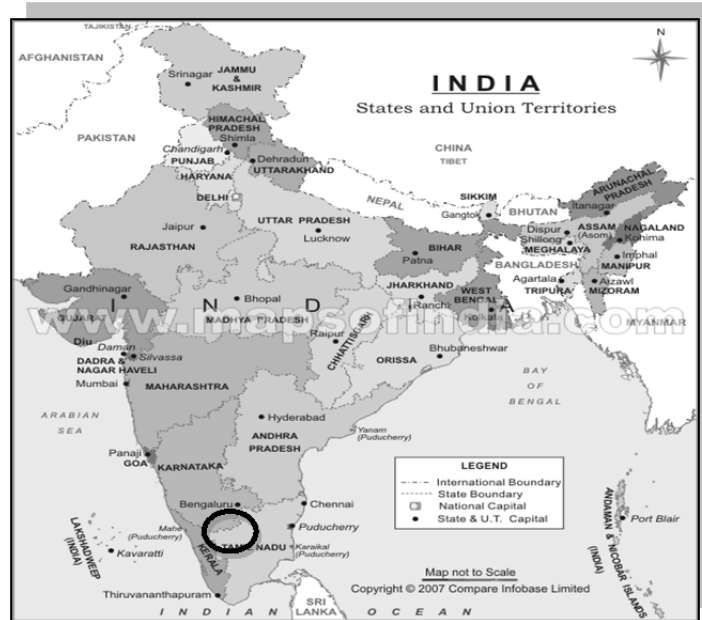 TAJIKISTAN
AFGHANISTAN
N
JAMMU
&
KASHMIR
Srinagar
INDIA
States and Union Territories
HIMACHAL
PRADESH
Shimla
PAKISTAN
Chandigarh
PUNJAB
Dehradun
UTTARAKHAND
CHINA
TIBET
HARYANA
DELHI
NEPAL
SIKKIM
Gangtok
BHUTAN
ARUNACHAL
PRADESH
Itanagar
Jaipur
RAJASTHAN
UTTAR PRADESH
Lucknow
BIHAR
Patna
Dispur
Shillong
MEGHALAYA
ASSAM
(Asom)
NAGALAND
Kohima
Imphal
MANIPUR
BANGLADESH
Agartala
TRIPURA
Aizawl
MIZORAM
Gandhinagar
GUJARAT
I N D I A
Bhopal
MADHYA PRADESH
JHARKHAND
Ranchi
WEST
BENGAL
Kolkata
www.mapsofindia.com
MYANMAR
Raipur
CHHATTISGARH
Diu
Daman
Silvassa
DADRA &
NAGAR HAVELI
Mumbai
MAHARASHTRA
ORISSA
Bhubaneshwar
BAY
OF
BENGAL
ARABIAN
SEA
Hyderabad
ANDHRA
PRADESH
Yanam
(Puducherry)
Panaji
GOA
KARNATAKA
LEGEND
International Boundary
State Boundary
National Capital
State & U.T. Capital
Bengaluru
Chennai
Mahe
(Puducherry)
Puducherry
TAMIL NADU
Karaikal
(Puducherry)
KERALA
LAKSHADWEEP
(INDIA)
Kavaratti
ANDAMAN & NICOBAR ISLANDS
(INDIA)
Port Blair
Map not to Scale
Copyright © 2007 Compare Infobase Limited
Thiruvananthapuram
SRI
LANKA
INDIAN OCEAN